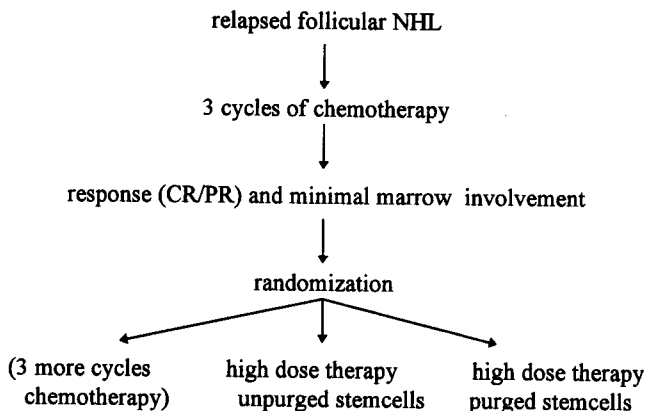 relapsed follicular NHL
3 cycles of chemotherapy
response (CR/PR) and minimal marrow involvement
randomization
(3 more cycles
chemotherapy)
high dose therapy
unpurged stemcells
high dose therapy
purged stemcells